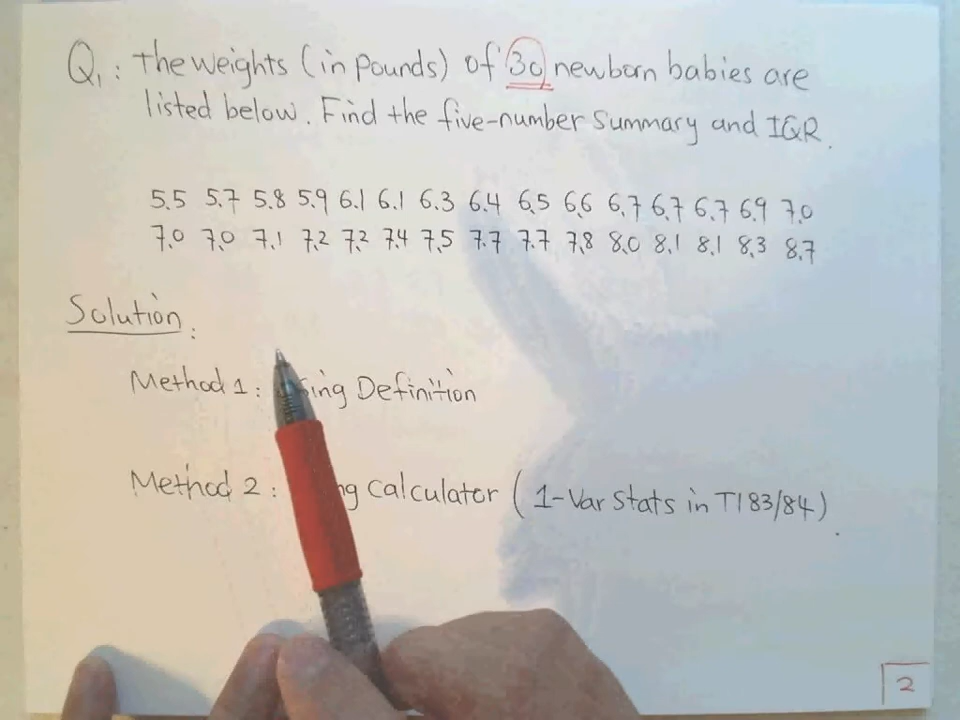 Q1: The weights (in pounds) of 30 newborn babies are
listed below. Find the five-number Summary and IQR.
5.5 5.7 5.8 5.9 6.1 6.1 6.3 6.4 6.5 6.6 6.7 6.7 6.7 6.9 7.0
7.0 7.0 7.1 7.2 7.2 7.4 7.5 7.7 7.7 7.8 8.0 8.1 8.1 8.3 8.7
Solution:
Method 1: sing Definition
Method 2: ng Calculator (1-Var Stats in TI 83/84).
2